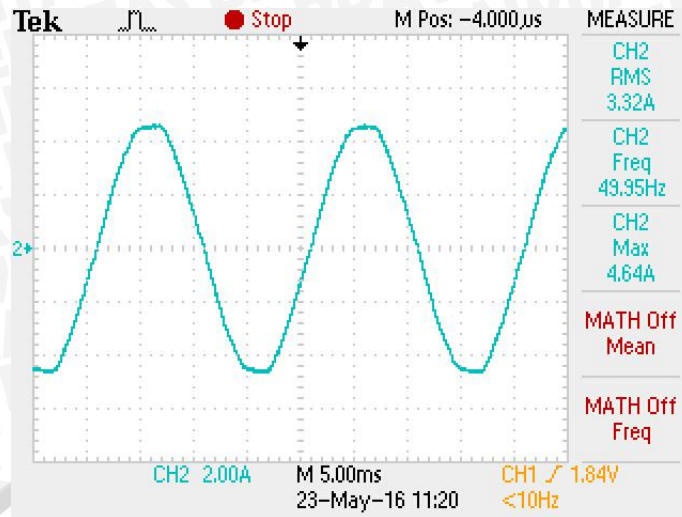 Tek Stop M Pos: -4.000µs MEASURE
CH2
RMS
3.32A
CH2
Freq
49.95Hz
CH2
Max
4.64A
MATH Off
Mean
MATH Off
Freq
2
CH2 2.00A M 5.00ms CH1 1.84V
23-May-16 11:20 <10Hz